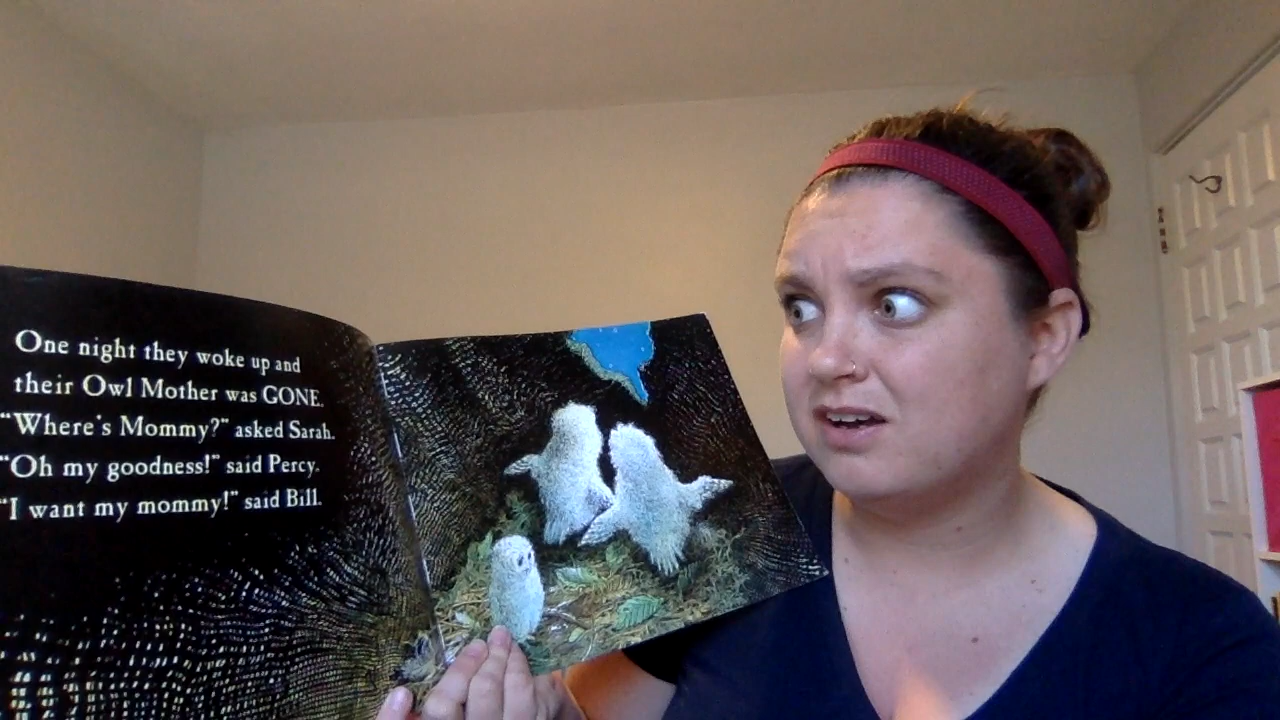 One night they woke up and
their Owl Mother was GONE.
"Where's Mommy?" asked Sarah.
"Oh my goodness!" said Percy.
"I want my mommy!" said Bill.